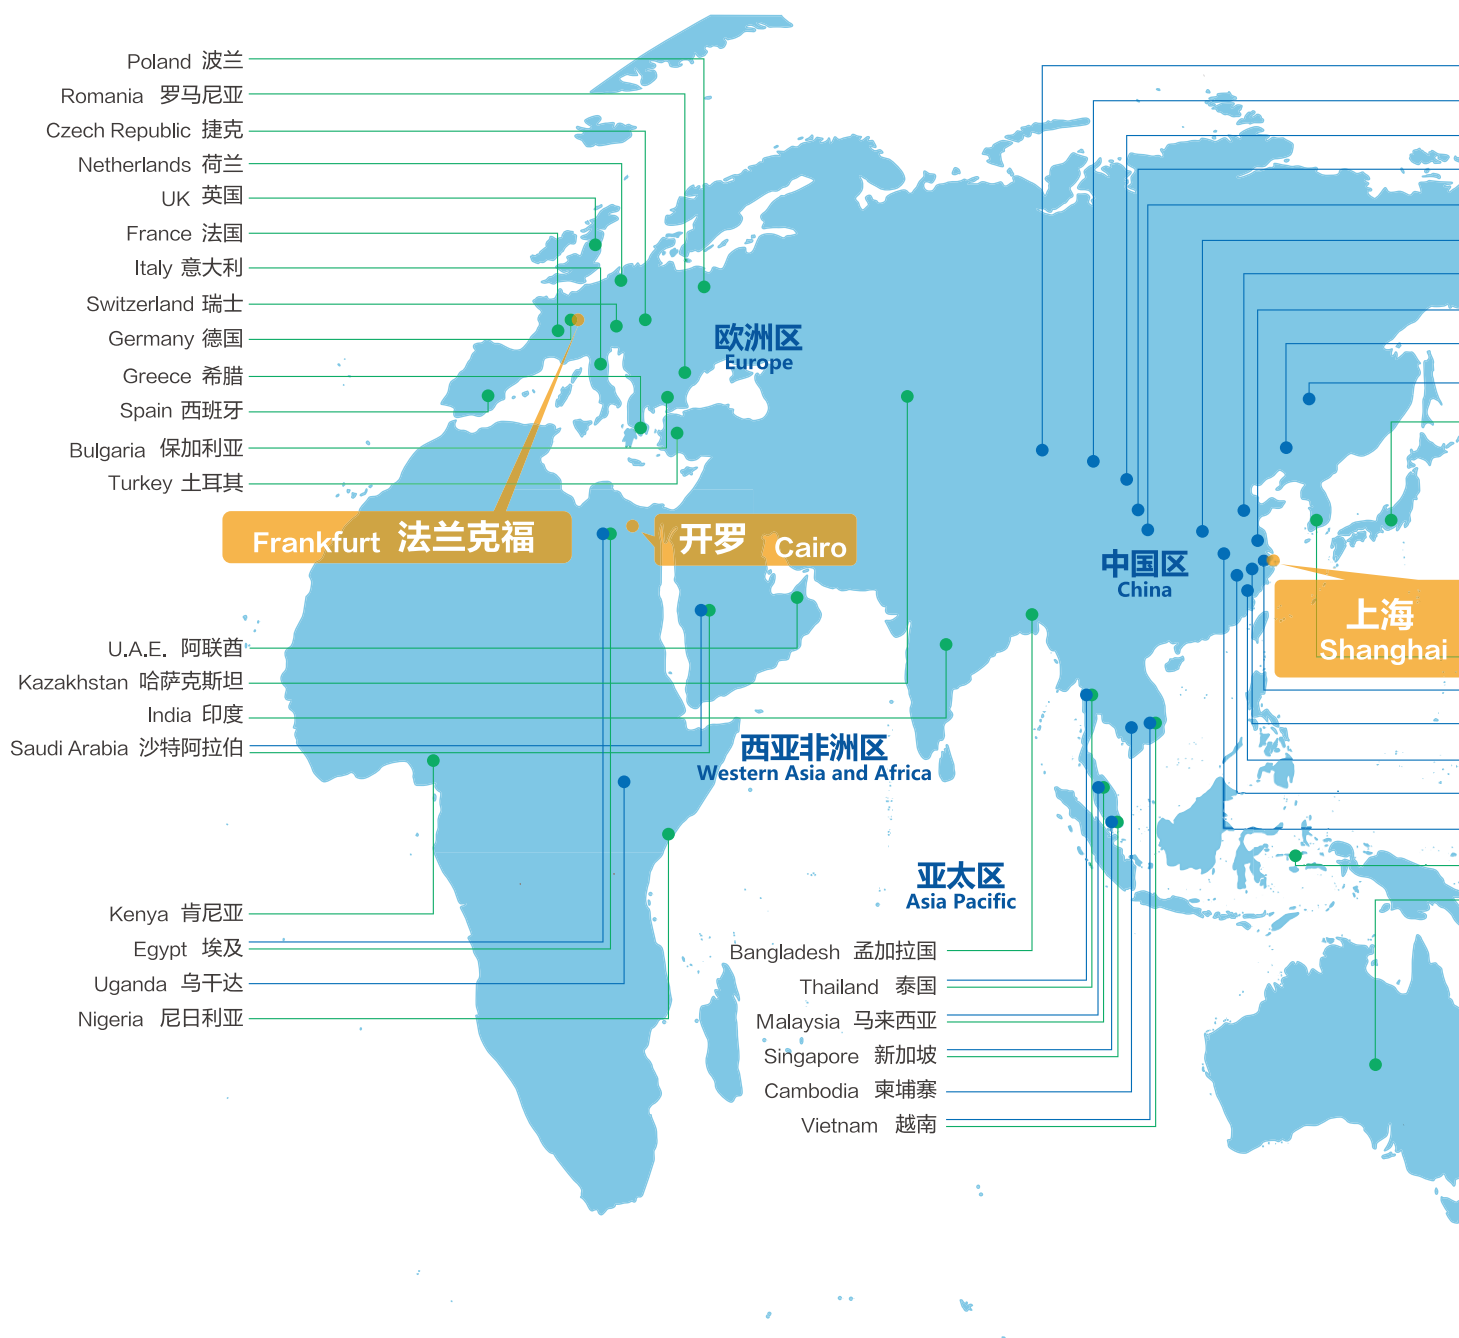 Poland 波兰
Romania 罗马尼亚
Czech Republic 捷克
Netherlands 荷兰
UK 英国
France 法国
Italy 意大利
Switzerland 瑞士
Germany 德国
Greece 希腊
Spain 西班牙
Bulgaria 保加利亚
Turkey 土耳其
欧洲区
Europe
Frankfurt 法兰克福
开罗 Cairo
中国区
China
上海
Shanghai
U.A.E. 阿联酋
Kazakhstan 哈萨克斯坦
India 印度
Saudi Arabia 沙特阿拉伯
西亚非洲区
Western Asia and Africa
亚太区
Asia Pacific
Kenya 肯尼亚
Egypt 埃及
Uganda 乌干达
Nigeria 尼日利亚
Bangladesh 孟加拉国
Thailand 泰国
Malaysia 马来西亚
Singapore 新加坡
Cambodia 柬埔寨
Vietnam 越南